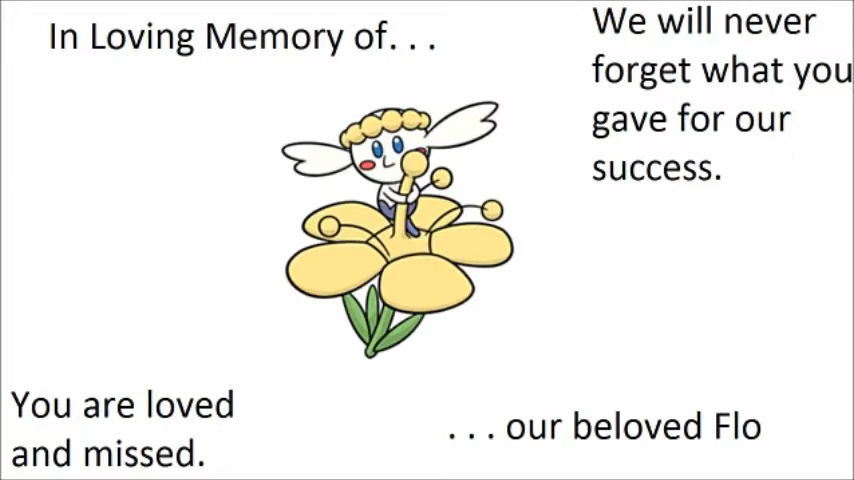 In Loving Memory of. . .
We will never
forget what you
gave for our
success.
You are loved
and missed.
. . . our beloved Flo